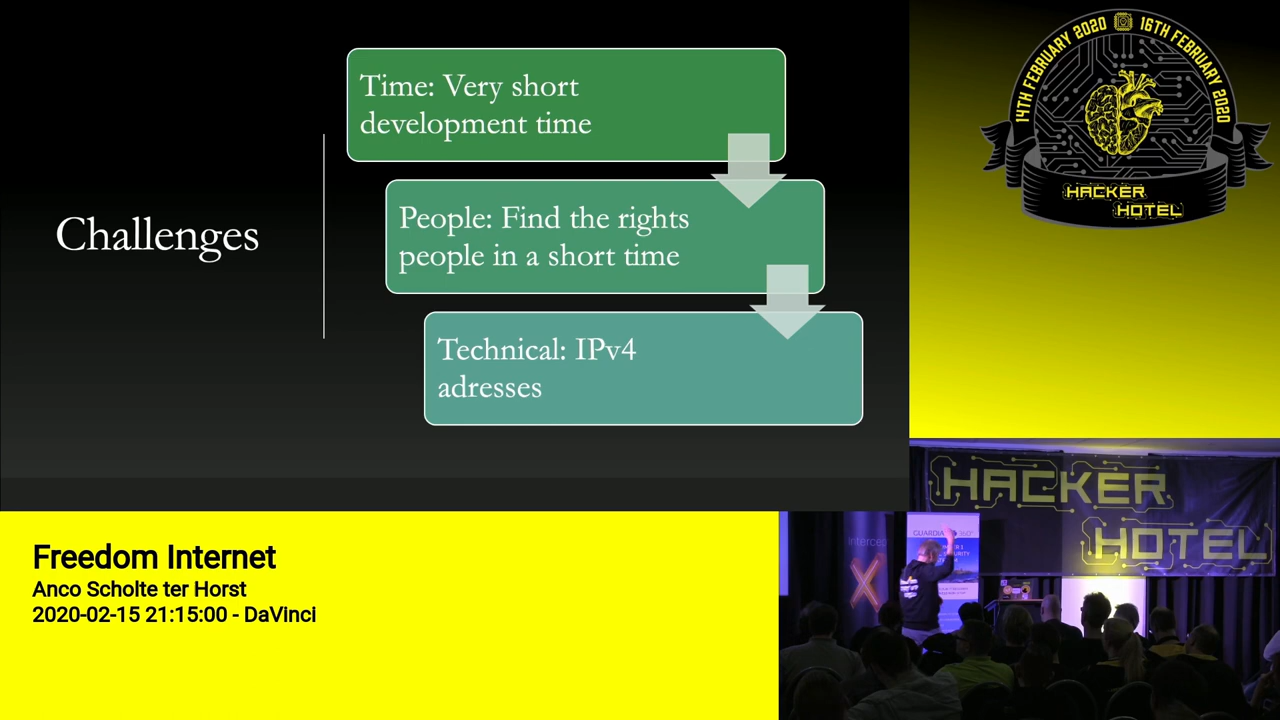 Challenges
Time: Very short
development time
People: Find the rights
people in a short time
Technical: IPv4
adresses
14TH FEBRUARY 2020 16TH FEBRUARY 2020
HACKER
HOTEL
HACKER
HOTEL
GUARDIA 360°
Freedom Internet
Anco Scholte ter Horst
2020-02-15 21:15:00 - DaVinci